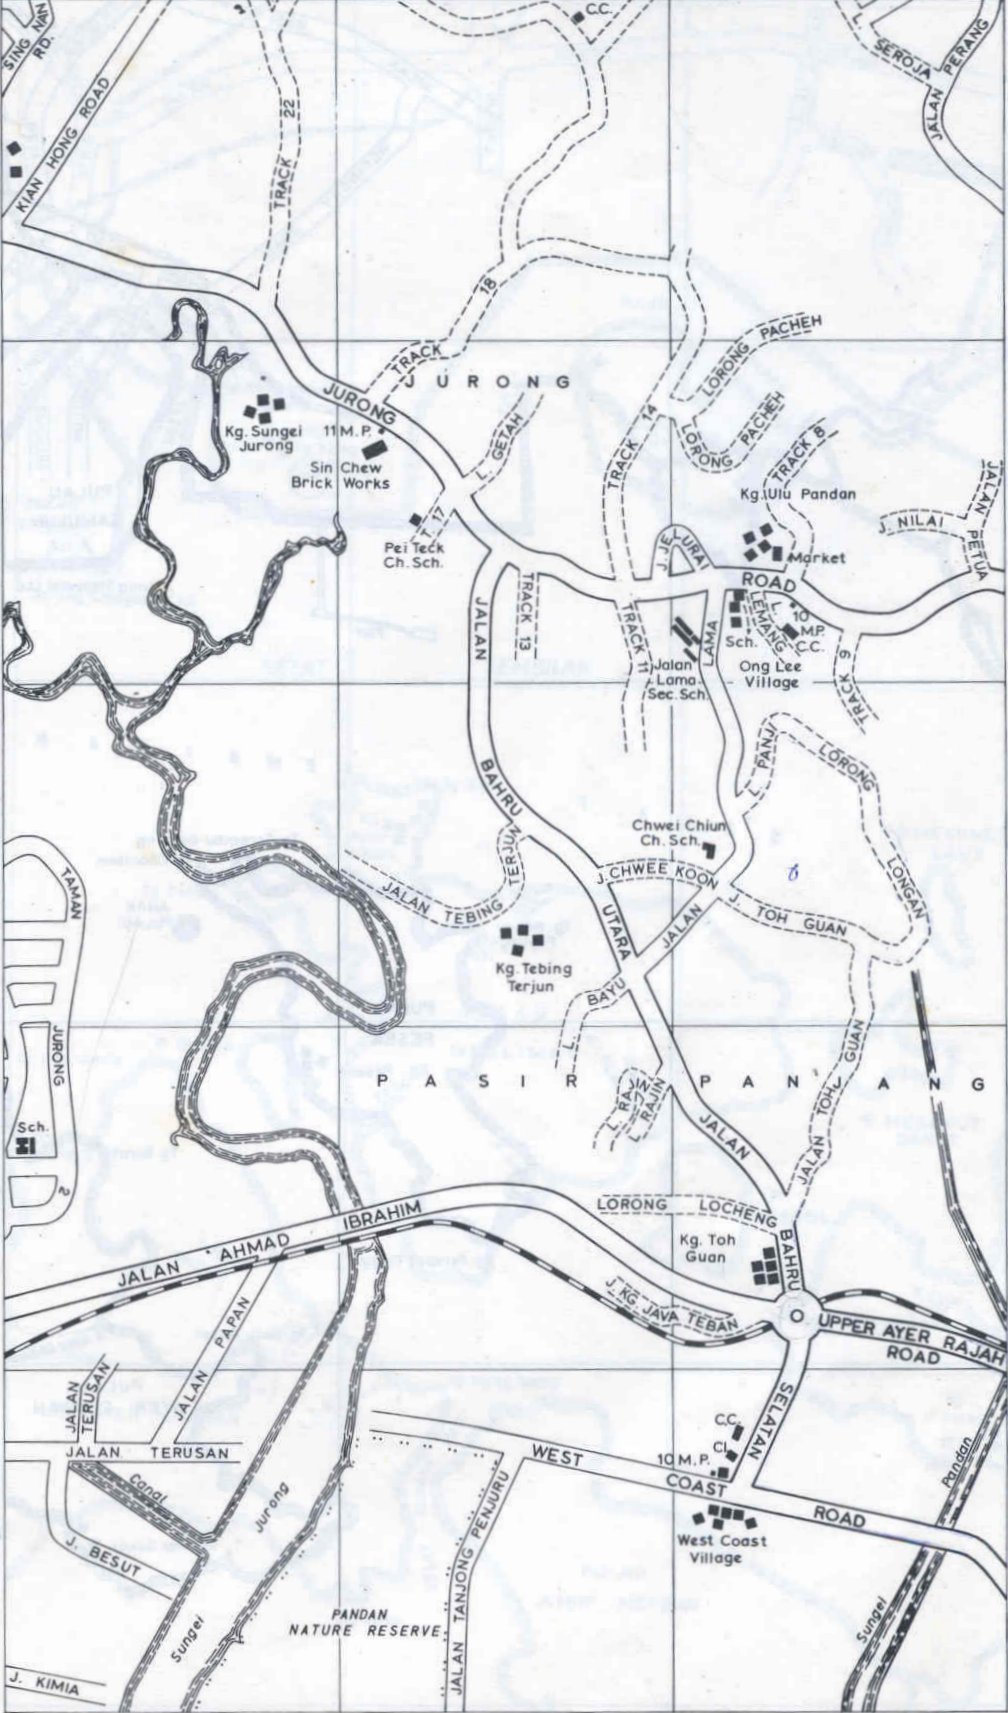 C.C.
SING NAN
RD.
L. SEROJA
JALAN PERANG
KIAN HONG ROAD
TRACK 22
TRACK 18
LORONG PACHEH
JURONG
JURONG
L. GETAH
TRACK 14
LORONG PACHEH
TRACK 8
Kg. Sungei
Jurong
11 M.P.
Sin Chew
Brick Works
Kg. Ulu Pandan
JALAN PETUA
J. NILAI
T. 17
Pei Teck
Ch. Sch.
J. JELURAI
Market
ROAD
JALAN
TRACK 13
TRACK 11
LAMA
Sch.
L. LEMANG
10
M.P.
C.C.
Jalan
Lama
Sec. Sch.
Ong Lee
Village
TRACK 9
L. PANJ
LORONG
BAHRU
Chwei Chiun
Ch. Sch.
TAMAN
JALAN TEBING TERJUN
J. CHWEE KOON
LONGAN
J. TOH GUAN
UTARA
JALAN
Kg. Tebing
Terjun
L. BAYU
JURONG
JALAN TOH GUAN
PASIR PANJANG
L. RAJIN
L. RAJIN
Sch.
JALAN
2
LORONG LOCHENG
BAHRU
Kg. Toh
Guan
JALAN AHMAD IBRAHIM
J. KG. JAVA TEBAN
UPPER AYER RAJAH
ROAD
JALAN PAPAN
JALAN
TERUSAN
SELATAN
C.C.
Cl.
10 M.P.
JALAN TERUSAN
WEST COAST ROAD
Canal
Jurong
Pandan
J. BESUT
JALAN TANJONG PENJURU
West Coast
Village
PANDAN
NATURE RESERVE
Sungei
Sungei
J. KIMIA